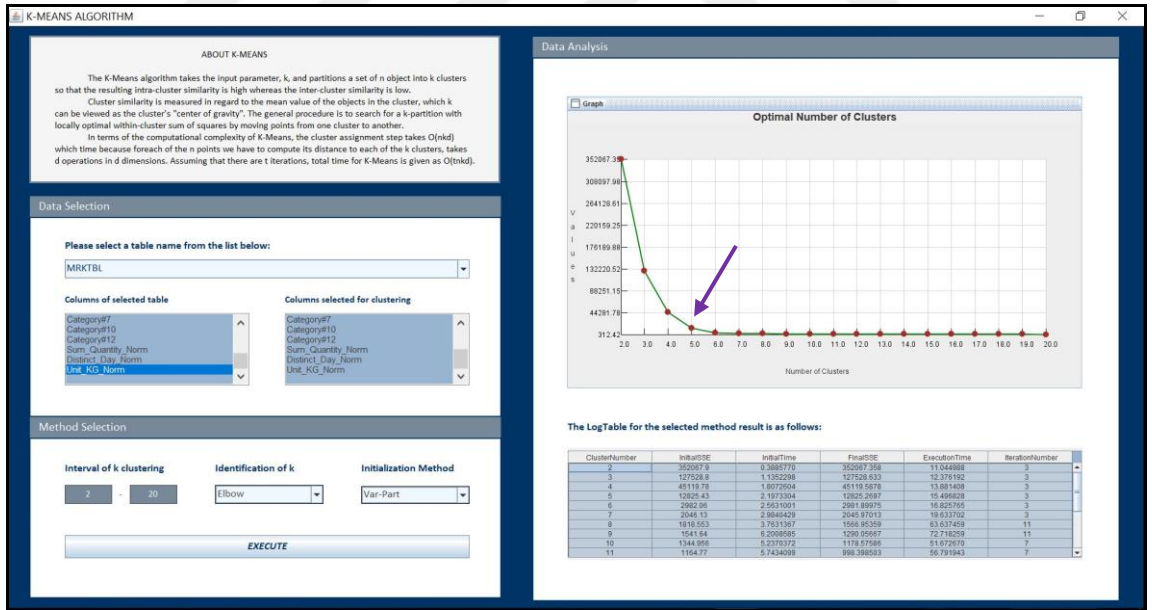 K-MEANS ALGORITHM
ABOUT K-MEANS
The K-Means algorithm takes the input parameter, k, and partitions a set of n object into k clusters
so that the resulting intra-cluster similarity is high whereas the inter-cluster similarity is low.
Cluster similarity is measured in regard to the mean value of the objects in the cluster, which k
can be viewed as the cluster's "center of gravity". The general procedure is to search for a k-partition with
locally optimal within-cluster sum of squares by moving points from one cluster to another.
In terms of the computational complexity of K-Means, the cluster assignment step takes O(nkd)
which time because foreach of the n points we have to compute its distance to each of the k clusters, takes
d operations in d dimensions. Assuming that there are t iterations, total time for K-Means is given as O(tnkd).
Data Selection
Please select a table name from the list below:
MRKTBL
Columns of selected table Columns selected for clustering
Category#7 Category#7
Category#10 Category#10
Category#12 Category#12
Sum_Quantity_Norm Sum_Quantity_Norm
Distinct_Day_Norm Distinct_Day_Norm
Unit_KG_Norm Unit_KG_Norm
Method Selection
Interval of k clustering Identification of k Initialization Method
2 - 20 Elbow Var-Part
EXECUTE
Data Analysis
Graph
Optimal Number of Clusters
Values
352067.35
308097.98
264128.61
220159.25
176189.88
132220.52
88251.15
44281.78
312.42
2.0 3.0 4.0 5.0 6.0 7.0 8.0 9.0 10.0 11.0 12.0 13.0 14.0 15.0 16.0 17.0 18.0 19.0 20.0
Number of Clusters
The LogTable for the selected method result is as follows:
ClusterNumber InitialSSE InitialTime FinalSSE ExecutionTime IterationNumber
2 352067.9 0.3885770 352067.358 11.044988 3
3 127528.8 1.1352298 127528.633 12.376192 3
4 45119.78 1.8072604 45119.5878 13.881408 3
5 12825.43 2.1973304 12825.2697 15.496828 3
6 2982.06 2.5631001 2981.89975 16.825765 3
7 2046.13 2.9840429 2045.97013 19.633702 3
8 1818.553 3.7631367 1566.95359 63.637459 11
9 1541.64 6.2008585 1290.05667 72.718259 11
10 1344.956 5.2370372 1178.57586 51.672670 7
11 1164.77 5.7434099 998.398503 56.791943 7